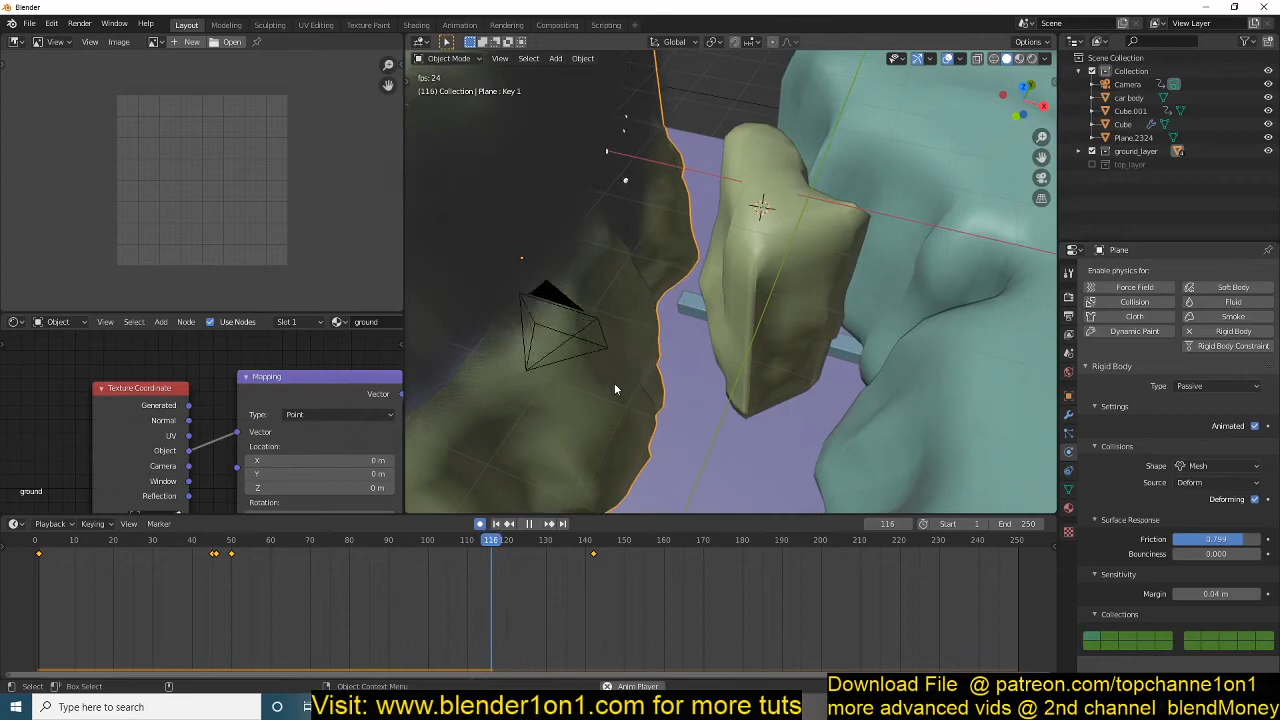 Blender
File Edit Render Window Help Layout Modeling Sculpting UV Editing Texture Paint Shading Animation Rendering Compositing Scripting Scene View Layer
View View Image New Open Global Options
Object Mode View Select Add Object
fps: 24
(116) Collection | Plane : Key 1
Scene Collection
Collection
Camera
car body
Cube.001
Cube
Plane.2324
ground_layer 4
top_layer
Z Y X
Plane
Enable physics for:
Force Field Soft Body
Collision Fluid
Cloth Smoke
Dynamic Paint Rigid Body
Rigid Body Constraint
Rigid Body
Type Passive
Settings
Animated
Collisions
Shape Mesh
Source Deform
Deforming
Surface Response
Friction 0.799
Bounciness 0.000
Sensitivity
Margin 0.04 m
Collections
Object View Select Add Node Use Nodes Slot 1 ground
Texture Coordinate
Generated
Normal
UV
Object
Camera
Window
Reflection
Mapping
Vector
Type: Point
Vector
Location:
X 0 m
Y 0 m
Z 0 m
Rotation:
ground
Playback Keying View Marker 116 Start 1 End 250
0 10 20 30 40 50 60 70 80 90 100 110 116 120 130 140 150 160 170 180 190 200 210 220 230 240 250
Select Box Select Object Context Menu Anim Player
Type here to search
Visit: www.blender1on1.com for more tuts
Download File @ patreon.com/topchanne1on1
more advanced vids @ 2nd channel blendMoney